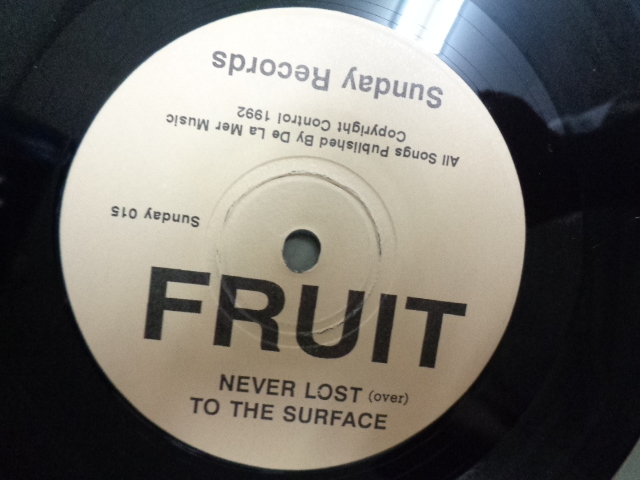 FRUIT
NEVER LOST (over)
TO THE SURFACE
Sunday 015
All Songs Published By De La Mer Music
Copyright Control 1992
Sunday Records